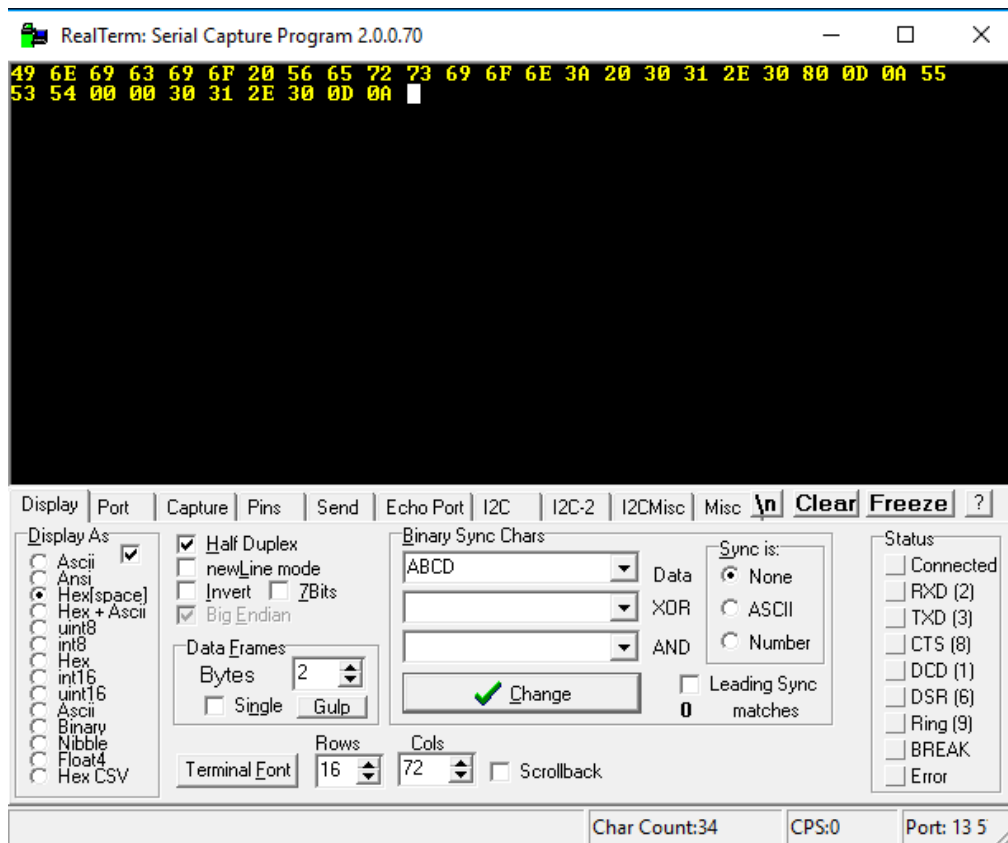 RealTerm: Serial Capture Program 2.0.0.70
49 6E 69 63 69 6F 20 56 65 72 73 69 6F 6E 3A 20 30 31 2E 30 80 0D 0A 55
53 54 00 00 30 31 2E 30 0D 0A
Display Port Capture Pins Send Echo Port I2C I2C-2 I2CMisc Misc \n Clear Freeze ?
Display As
Ascii
Ansi
Hex[space]
Hex + Ascii
uint8
int8
Hex
int16
uint16
Ascii
Binary
Nibble
Float4
Hex CSV
Half Duplex
newLine mode
Invert 7Bits
Big Endian
Data Frames
Bytes 2
Single Gulp
Binary Sync Chars
ABCD Data
XOR
AND
Change
Sync is:
None
ASCII
Number
Leading Sync
0 matches
Rows Cols
Terminal Font 16 72 Scrollback
Status
Connected
RXD (2)
TXD (3)
CTS (8)
DCD (1)
DSR (6)
Ring (9)
BREAK
Error
Char Count:34 CPS:0 Port: 13 5